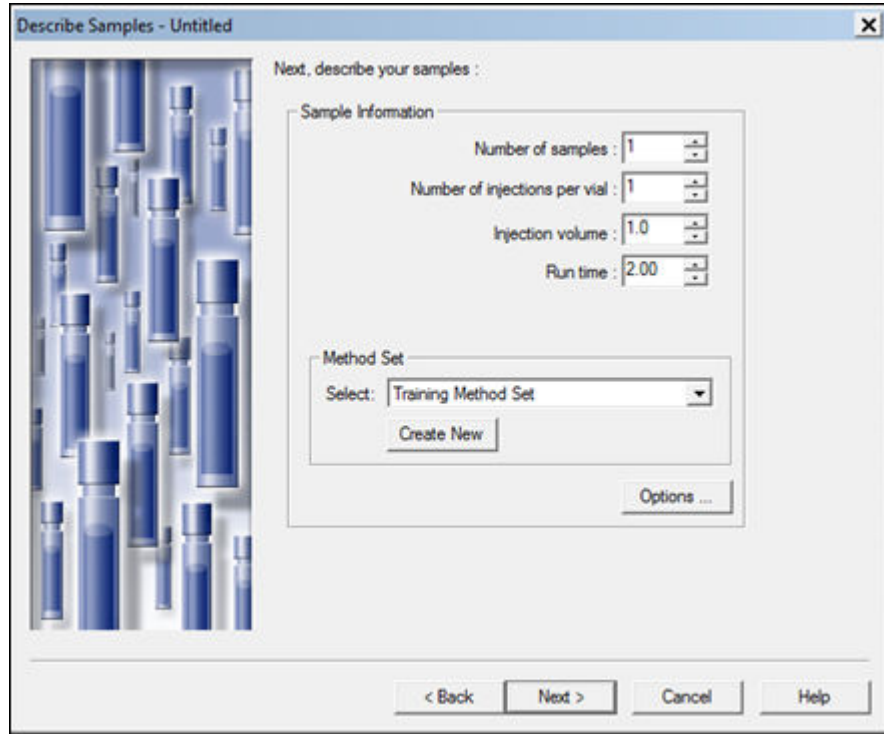 Describe Samples - Untitled
Next, describe your samples :
Sample Information
Number of samples : 1
Number of injections per vial : 1
Injection volume : 1.0
Run time : 2.00
Method Set
Select: Training Method Set
Create New
Options ...
< Back Next > Cancel Help